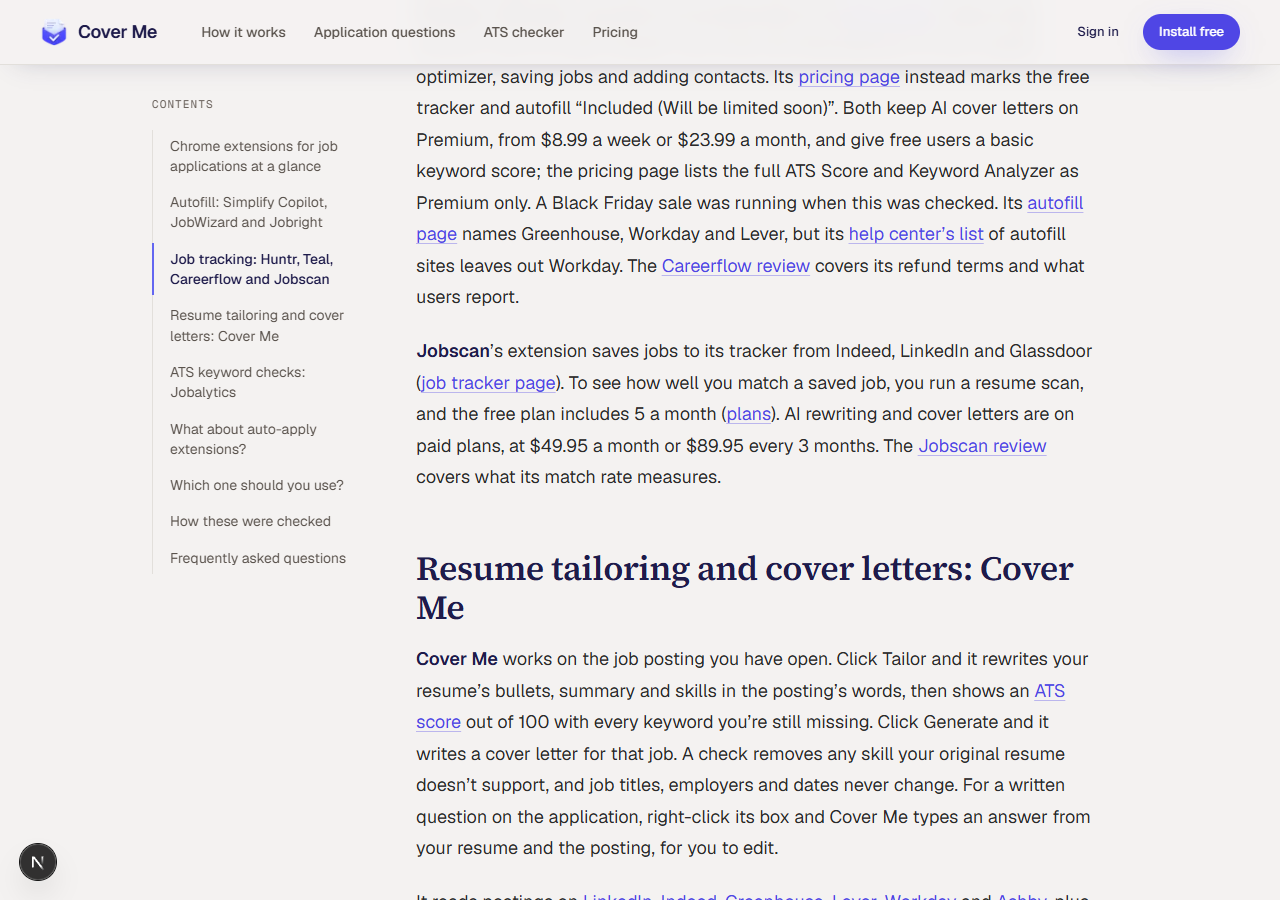 Cover Me
How it works
Application questions
ATS checker
Pricing
Sign in
Install free
CONTENTS
Chrome extensions for job
applications at a glance
Autofill: Simplify Copilot,
JobWizard and Jobright
Job tracking: Huntr, Teal,
Careerflow and Jobscan
Resume tailoring and cover
letters: Cover Me
ATS keyword checks:
Jobalytics
What about auto-apply
extensions?
Which one should you use?
How these were checked
Frequently asked questions
optimizer, saving jobs and adding contacts. Its pricing page instead marks the free
tracker and autofill “Included (Will be limited soon)”. Both keep AI cover letters on
Premium, from $8.99 a week or $23.99 a month, and give free users a basic
keyword score; the pricing page lists the full ATS Score and Keyword Analyzer as
Premium only. A Black Friday sale was running when this was checked. Its autofill
page names Greenhouse, Workday and Lever, but its help center’s list of autofill
sites leaves out Workday. The Careerflow review covers its refund terms and what
users report.
Jobscan’s extension saves jobs to its tracker from Indeed, LinkedIn and Glassdoor
(job tracker page). To see how well you match a saved job, you run a resume scan,
and the free plan includes 5 a month (plans). AI rewriting and cover letters are on
paid plans, at $49.95 a month or $89.95 every 3 months. The Jobscan review
covers what its match rate measures.
Resume tailoring and cover letters: Cover
Me
Cover Me works on the job posting you have open. Click Tailor and it rewrites your
resume’s bullets, summary and skills in the posting’s words, then shows an ATS
score out of 100 with every keyword you’re still missing. Click Generate and it
writes a cover letter for that job. A check removes any skill your original resume
doesn’t support, and job titles, employers and dates never change. For a written
question on the application, right-click its box and Cover Me types an answer from
your resume and the posting, for you to edit.
It reads postings on LinkedIn, Indeed, Greenhouse, Lever, Workday and Ashby, plus
N